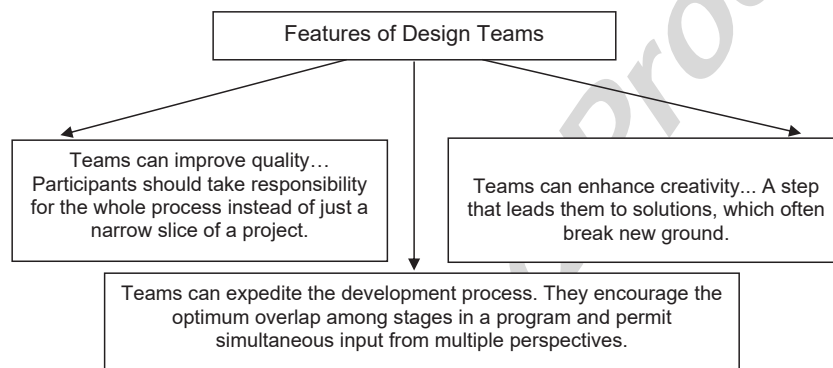 Features of Design Teams
Teams can improve quality…
Participants should take responsibility
for the whole process instead of just a
narrow slice of a project.
Teams can enhance creativity... A step
that leads them to solutions, which often
break new ground.
Teams can expedite the development process. They encourage the
optimum overlap among stages in a program and permit
simultaneous input from multiple perspectives.